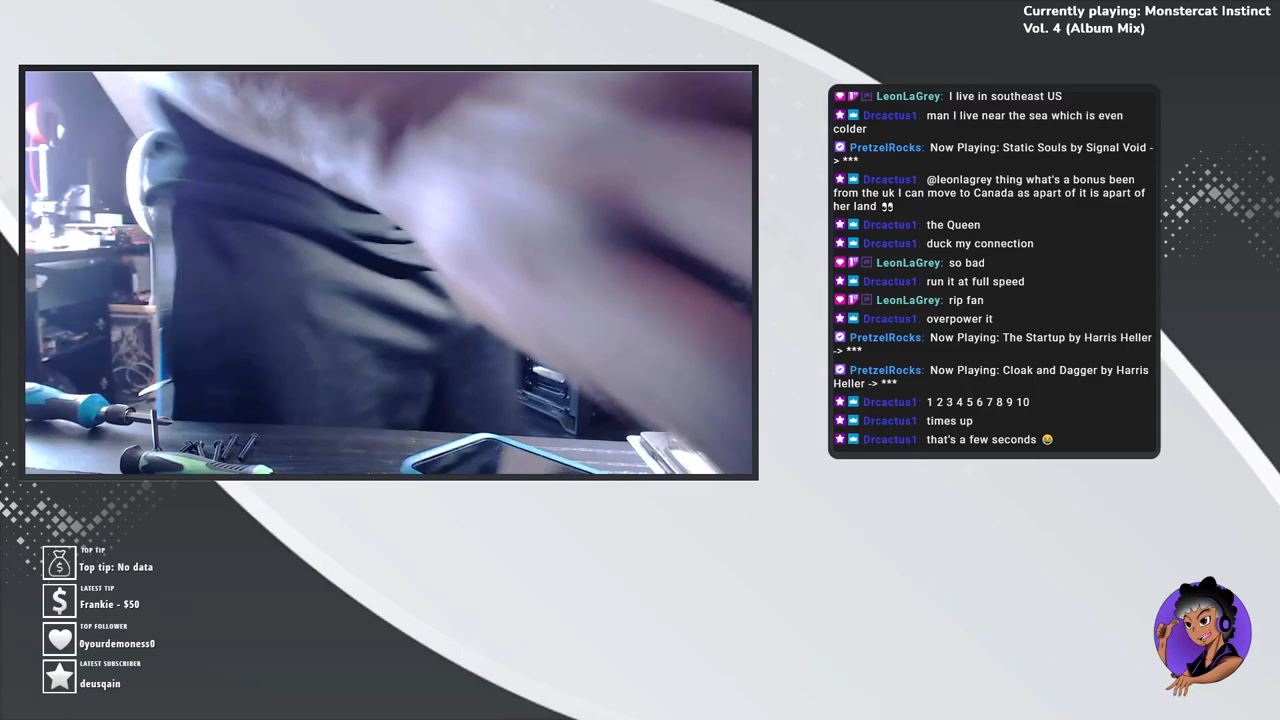 Currently playing: Monstercat Instinct
Vol. 4 (Album Mix)
LeonLaGrey: I live in southeast US
Drcactus1: man I live near the sea which is even
colder
PretzelRocks: Now Playing: Static Souls by Signal Void -
> ***
Drcactus1: @leonlagrey thing what's a bonus been
from the uk I can move to Canada as apart of it is apart of
her land 👀
Drcactus1: the Queen
Drcactus1: duck my connection
LeonLaGrey: so bad
Drcactus1: run it at full speed
LeonLaGrey: rip fan
Drcactus1: overpower it
PretzelRocks: Now Playing: The Startup by Harris Heller
-> ***
PretzelRocks: Now Playing: Cloak and Dagger by Harris
Heller -> ***
Drcactus1: 1 2 3 4 5 6 7 8 9 10
Drcactus1: times up
Drcactus1: that's a few seconds 😂
TOP TIP
Top tip: No data
LATEST TIP
Frankie - $50
TOP FOLLOWER
0yourdemoness0
LATEST SUBSCRIBER
deusqain